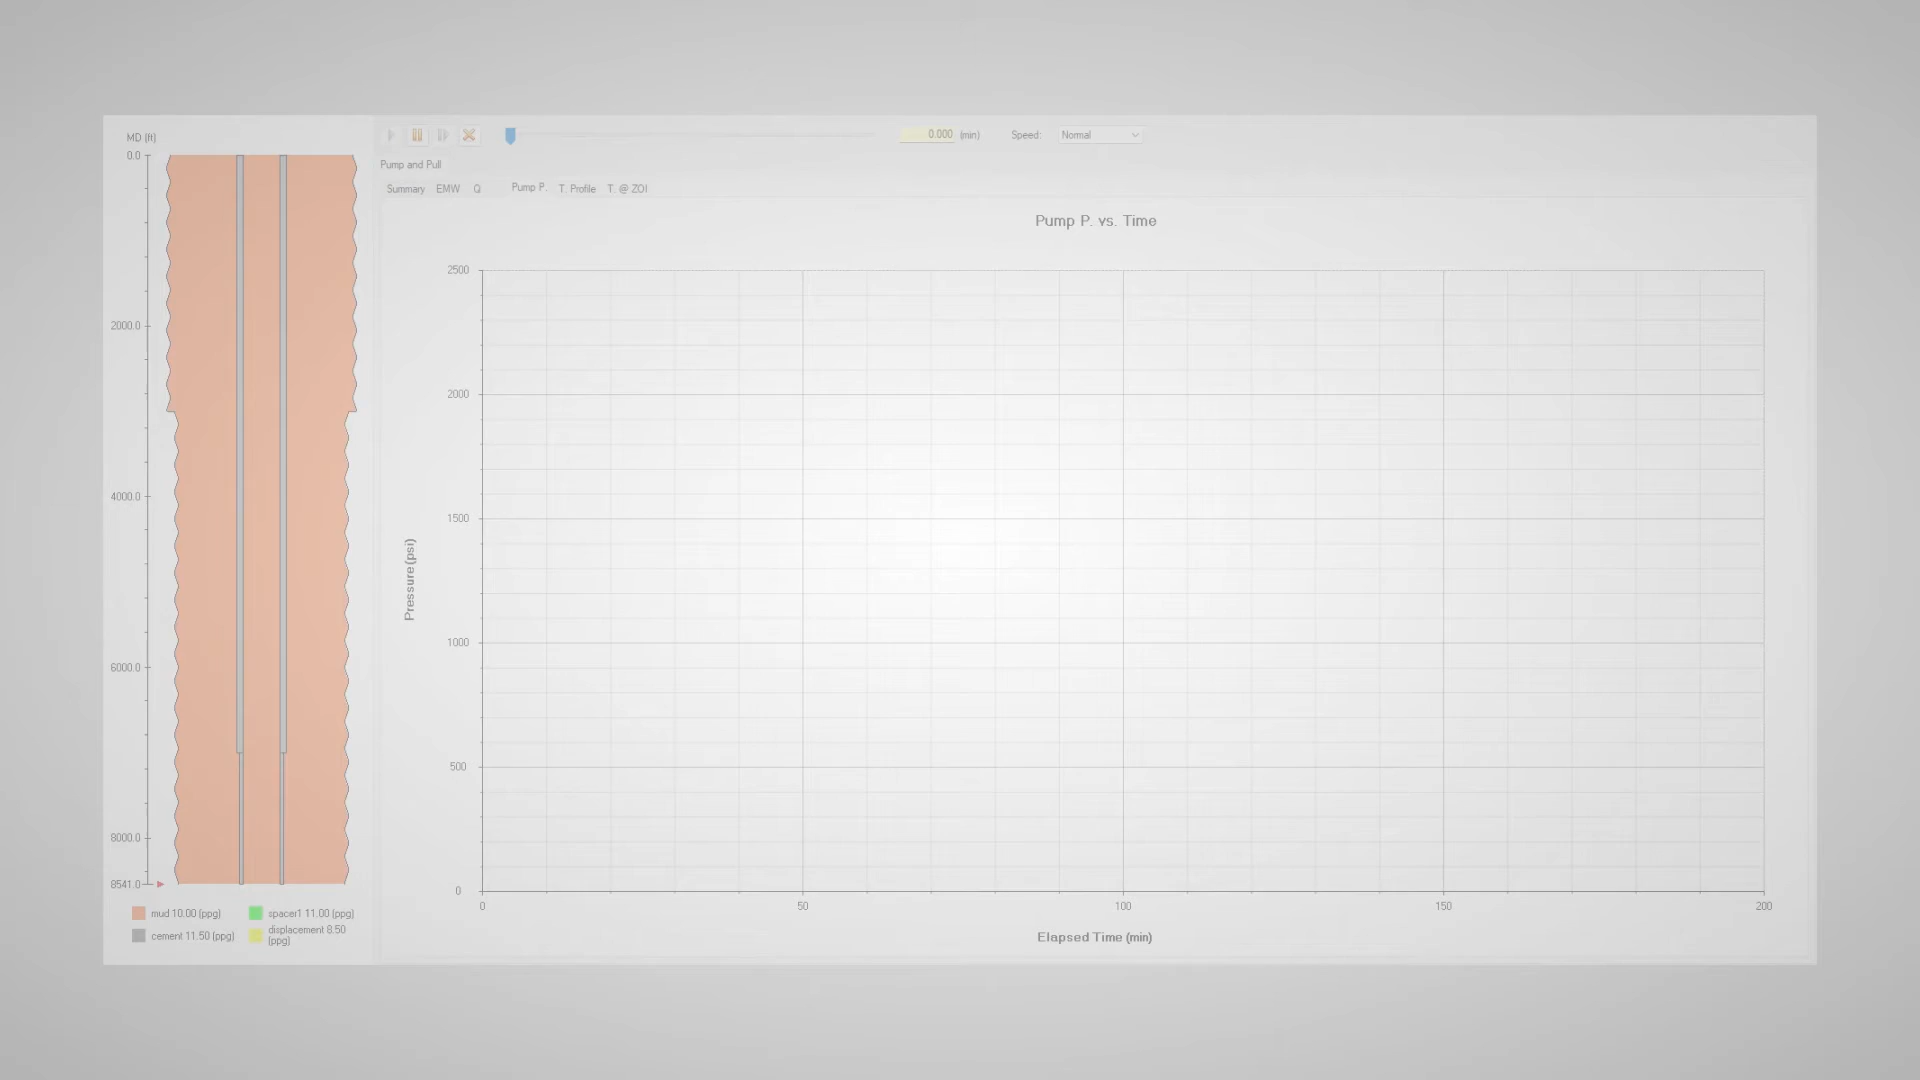 MD (ft)
0.0
2000.0
4000.0
6000.0
8000.0
8541.0
mud 10.00 (ppg)
spacer1 11.00 (ppg)
cement 11.50 (ppg)
displacement 8.50
(ppg)
0.000 (min) Speed: Normal
Pump and Pull
Summary EMW Q Pump P. T. Profile T. @ ZOI
Pump P. vs. Time
Pressure (psi)
2500
2000
1500
1000
500
0
0 50 100 150 200
Elapsed Time (min)